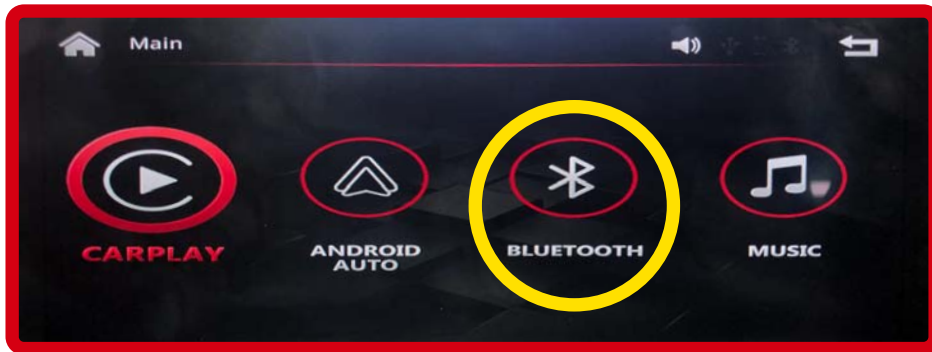 Main
CARPLAY
ANDROID
AUTO
BLUETOOTH
MUSIC